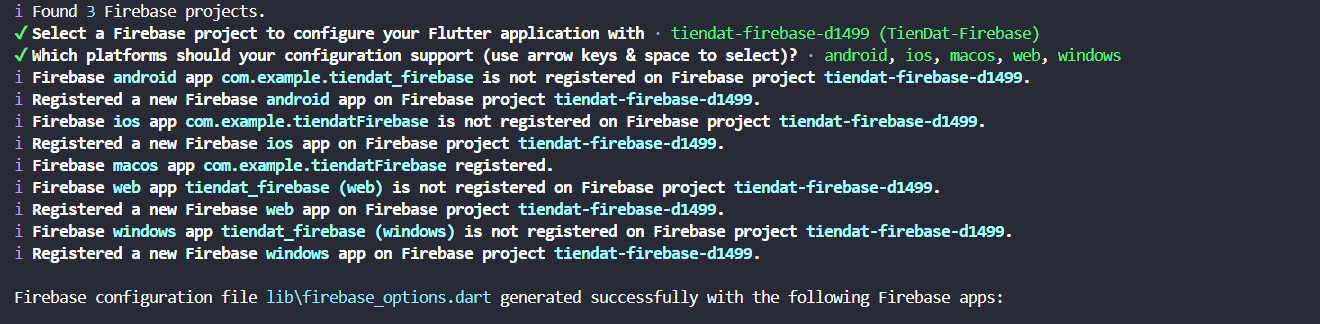 i Found 3 Firebase projects.
✔ Select a Firebase project to configure your Flutter application with · tiendat-firebase-d1499 (TienDat-Firebase)
✔ Which platforms should your configuration support (use arrow keys & space to select)? · android, ios, macos, web, windows
i Firebase android app com.example.tiendat_firebase is not registered on Firebase project tiendat-firebase-d1499.
i Registered a new Firebase android app on Firebase project tiendat-firebase-d1499.
i Firebase ios app com.example.tiendatFirebase is not registered on Firebase project tiendat-firebase-d1499.
i Registered a new Firebase ios app on Firebase project tiendat-firebase-d1499.
i Firebase macos app com.example.tiendatFirebase registered.
i Firebase web app tiendat_firebase (web) is not registered on Firebase project tiendat-firebase-d1499.
i Registered a new Firebase web app on Firebase project tiendat-firebase-d1499.
i Firebase windows app tiendat_firebase (windows) is not registered on Firebase project tiendat-firebase-d1499.
i Registered a new Firebase windows app on Firebase project tiendat-firebase-d1499.
Firebase configuration file lib\firebase_options.dart generated successfully with the following Firebase apps: